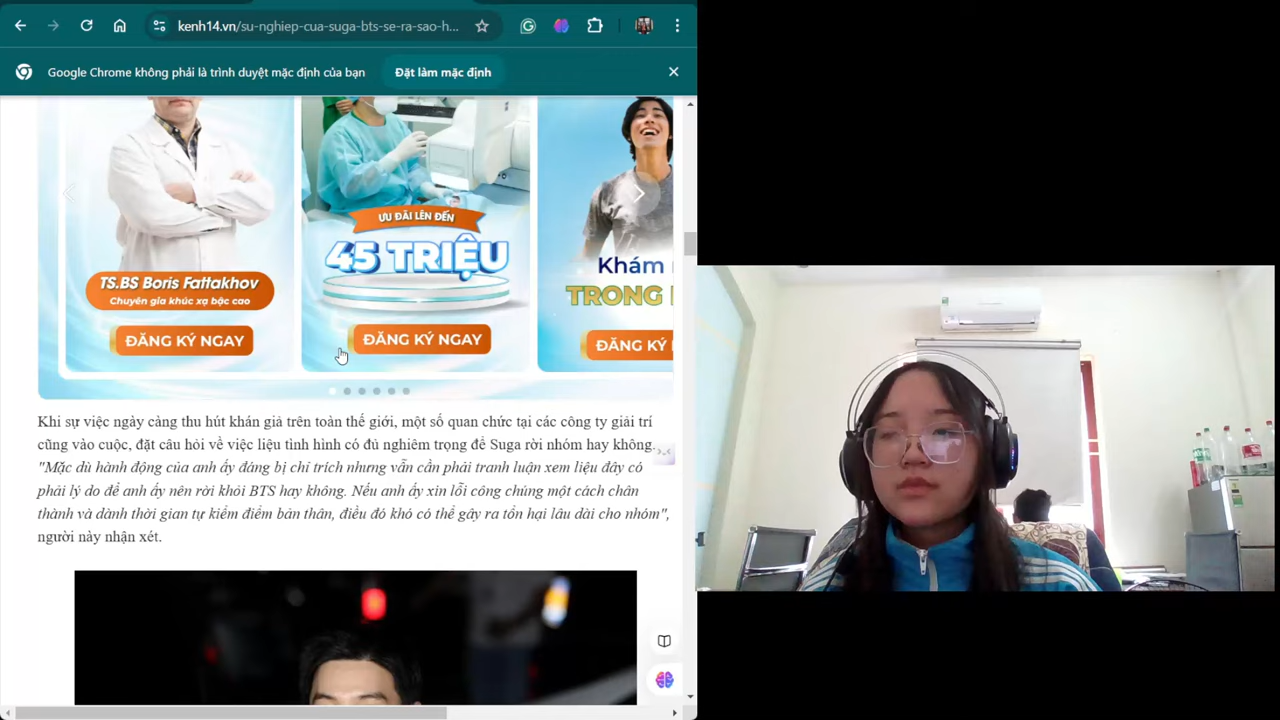 kenh14.vn/su-nghiep-cua-suga-bts-se-ra-sao-h...
Google Chrome không phải là trình duyệt mặc định của bạn
Đặt làm mặc định
TS.BS Boris Fattakhov
Chuyên gia khúc xạ bậc cao
ĐĂNG KÝ NGAY
ƯU ĐÃI LÊN ĐẾN
45 TRIỆU
ĐĂNG KÝ NGAY
Khám
TRONG
ĐĂNG KÝ
Khi sự việc ngày càng thu hút khán giả trên toàn thế giới, một số quan chức tại các công ty giải trí
cũng vào cuộc, đặt câu hỏi về việc liệu tình hình có đủ nghiêm trọng để Suga rời nhóm hay không.
"Mặc dù hành động của anh ấy đáng bị chỉ trích nhưng vẫn cần phải tranh luận xem liệu đây có
phải lý do để anh ấy nên rời khỏi BTS hay không. Nếu anh ấy xin lỗi công chúng một cách chân
thành và dành thời gian tự kiểm điểm bản thân, điều đó khó có thể gây ra tổn hại lâu dài cho nhóm",
người này nhận xét.